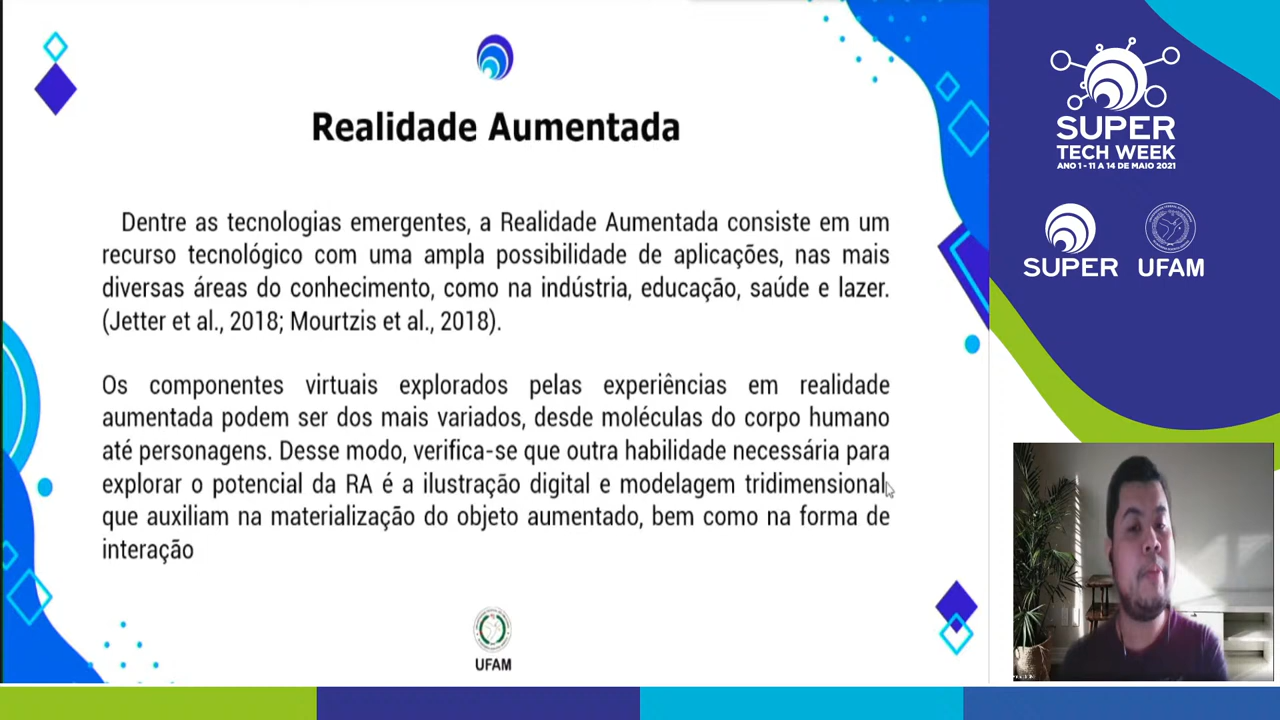 Realidade Aumentada
Dentre as tecnologias emergentes, a Realidade Aumentada consiste em um
recurso tecnológico com uma ampla possibilidade de aplicações, nas mais
diversas áreas do conhecimento, como na indústria, educação, saúde e lazer.
(Jetter et al., 2018; Mourtzis et al., 2018).
Os componentes virtuais explorados pelas experiências em realidade
aumentada podem ser dos mais variados, desde moléculas do corpo humano
até personagens. Desse modo, verifica-se que outra habilidade necessária para
explorar o potencial da RA é a ilustração digital e modelagem tridimensional,
que auxiliam na materialização do objeto aumentado, bem como na forma de
interação
UFAM
SUPER
TECH WEEK
ANO 1 - 11 A 14 DE MAIO 2021
SUPER UFAM